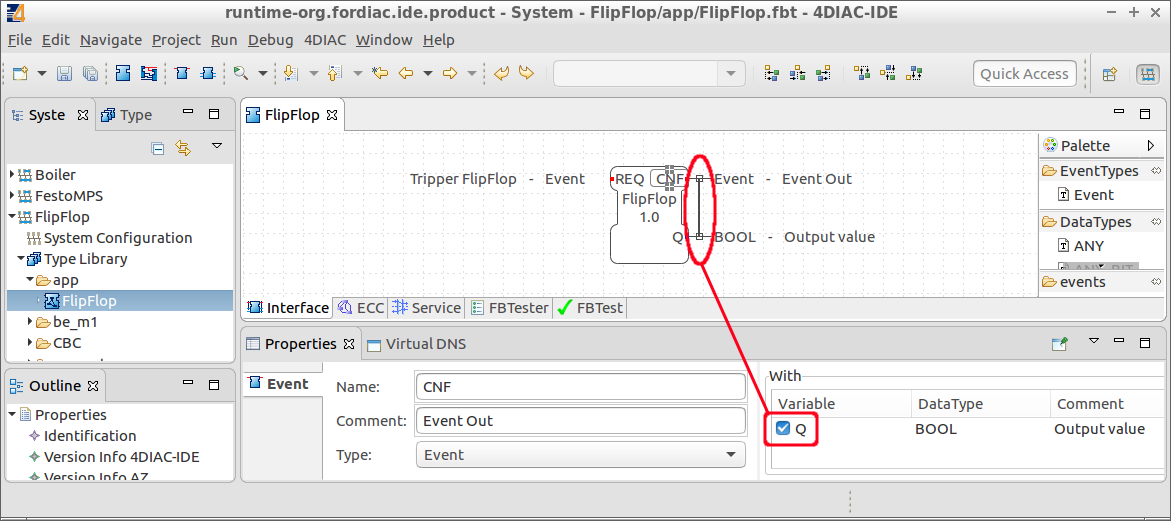 runtime-org.fordiac.ide.product - System - FlipFlop/app/FlipFlop.fbt - 4DIAC-IDE
File Edit Navigate Project Run Debug 4DIAC Window Help
Quick Access
Syste Type
Boiler
FestoMPS
FlipFlop
System Configuration
Type Library
app
FlipFlop
be_m1
CBC
Outline
Properties
Identification
Version Info 4DIAC-IDE
Version Info AZ
FlipFlop
Tripper FlipFlop - Event REQ CNF Event - Event Out
FlipFlop
1.0
Q BOOL - Output value
Palette
EventTypes
Event
DataTypes
ANY
ANY_BIT
events
Interface ECC Service FBTester FBTest
Properties Virtual DNS
Event
Name: CNF
Comment: Event Out
Type: Event
With
Variable DataType Comment
Q BOOL Output value